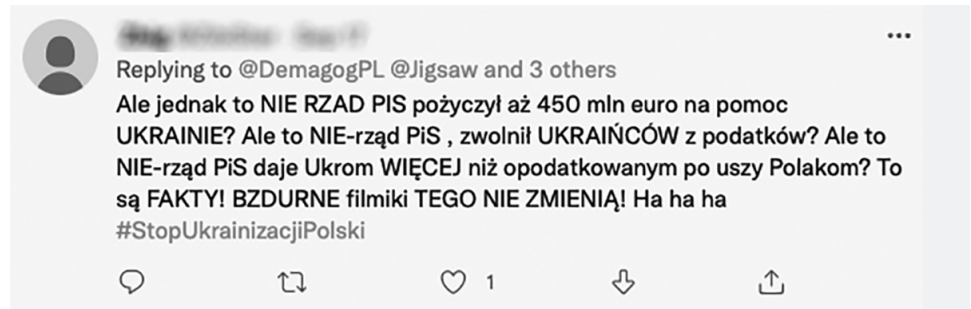 Replying to @DemagogPL @Jigsaw and 3 others
Ale jednak to NIE RZAD PIS pożyczył aż 450 mln euro na pomoc
UKRAINIE? Ale to NIE-rząd PiS , zwolnił UKRAIŃCÓW z podatków? Ale to
NIE-rząd PiS daje Ukrom WIĘCEJ niż opodatkowanym po uszy Polakom? To
są FAKTY! BZDURNE filmiki TEGO NIE ZMIENIĄ! Ha ha ha
#StopUkrainizacjiPolski
1